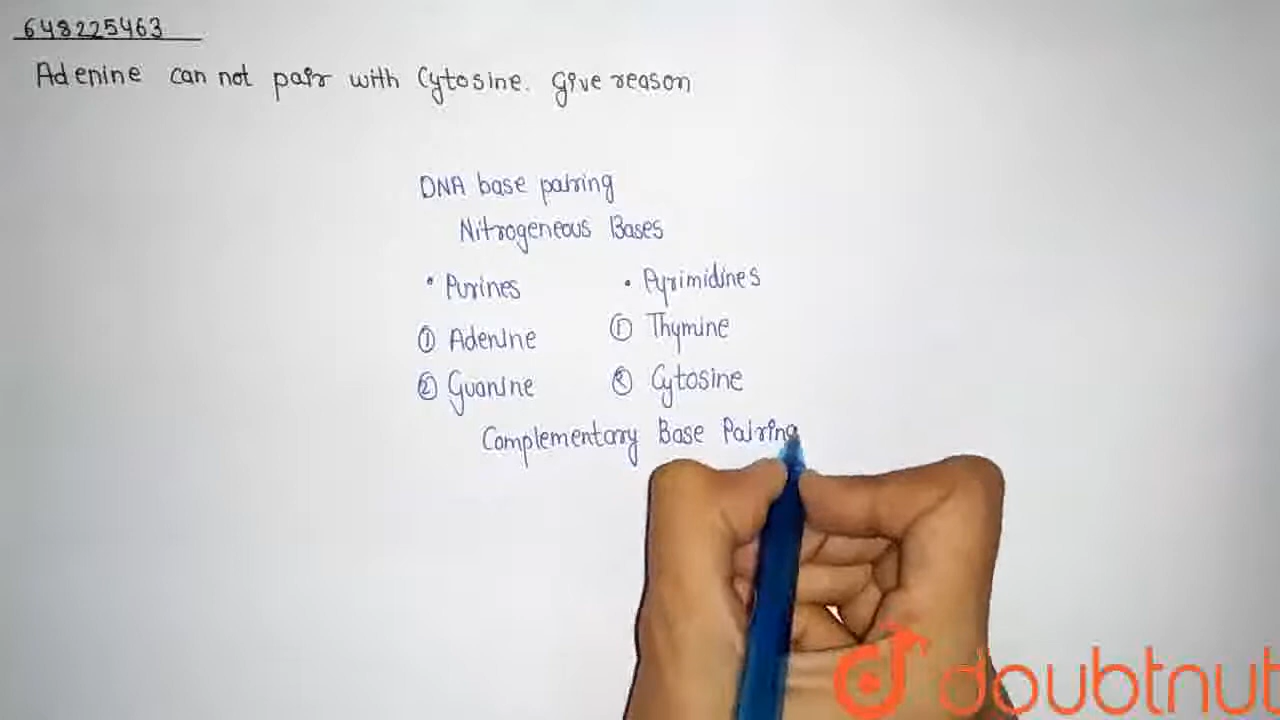 648225463
Adenine can not pair with Cytosine. Give reason
DNA base pairing
Nitrogeneous Bases
• Purines • Pyrimidines
① Adenine ① Thymine
② Guanine ② Cytosine
Complementary Base Pairing
doubtnut